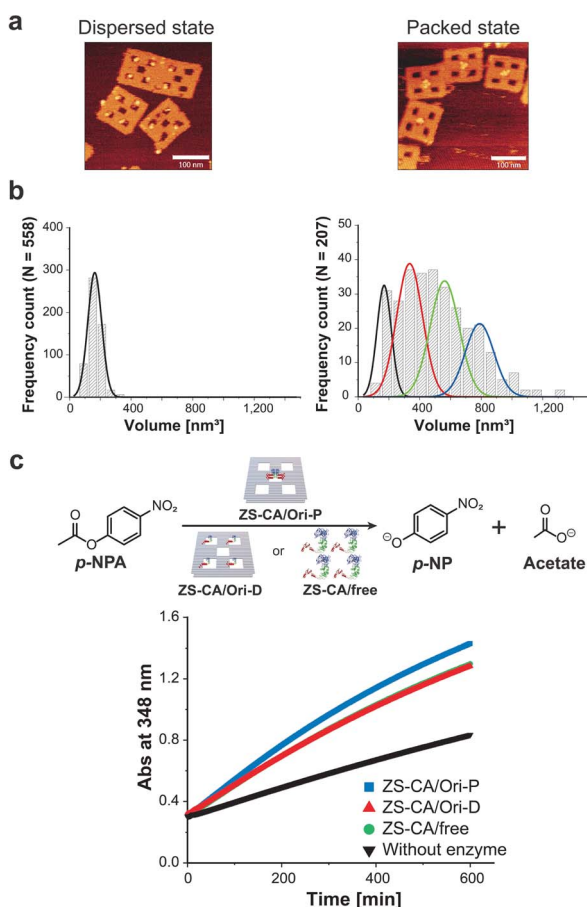 a
Dispersed state
Packed state
100 nm
100 nm
b
Frequency count (N = 558)
400
300
200
100
0
0 400 800 1,200
Volume [nm³]
Frequency count (N = 207)
50
40
30
20
10
0
0 400 800 1,200
Volume [nm³]
c
O
O
NO₂
p-NPA
ZS-CA/Ori-P
ZS-CA/Ori-D
or
ZS-CA/free
⊖O
NO₂
p-NP
+
O
O⊖
Acetate
Abs at 348 nm
1.6
1.2
0.8
0.4
0.0
0 200 400 600
Time [min]
ZS-CA/Ori-P
ZS-CA/Ori-D
ZS-CA/free
Without enzyme